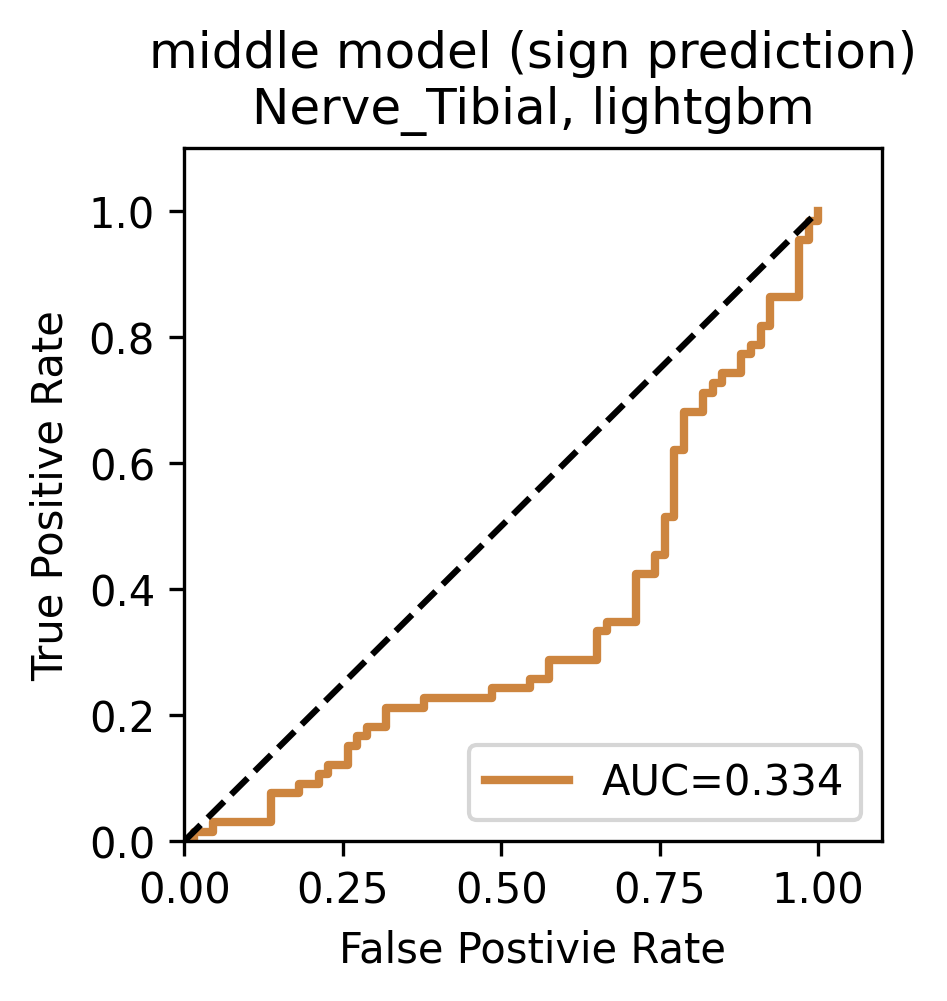 middle model (sign prediction)
Nerve_Tibial, lightgbm
True Positive Rate
1.0
0.8
0.6
0.4
0.2
0.0
AUC=0.334
0.00 0.25 0.50 0.75 1.00
False Postivie Rate